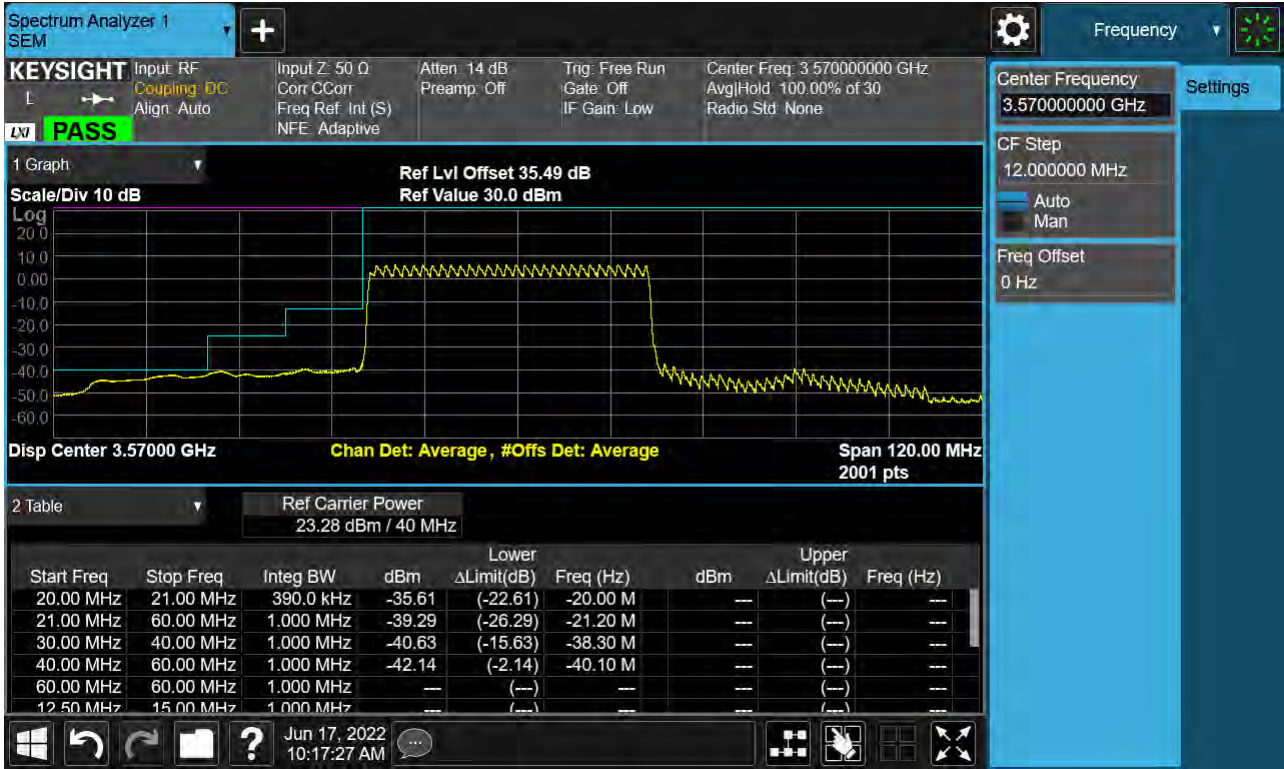 Spectrum Analyzer 1
SEM
+
Frequency
KEYSIGHT
L
LXI
PASS
Input: RF
Coupling: DC
Align: Auto
Input Z: 50 Ω
Corr CCorr
Freq Ref: Int (S)
NFE: Adaptive
Atten: 14 dB
Preamp: Off
Trig: Free Run
Gate: Off
IF Gain: Low
Center Freq: 3.570000000 GHz
Avg|Hold: 100.00% of 30
Radio Std: None
Center Frequency
3.570000000 GHz
Settings
CF Step
12.000000 MHz
Auto
Man
Freq Offset
0 Hz
1 Graph
Scale/Div 10 dB
Ref Lvl Offset 35.49 dB
Ref Value 30.0 dBm
Log
20.0
10.0
0.00
-10.0
-20.0
-30.0
-40.0
-50.0
-60.0
Disp Center 3.57000 GHz
Chan Det: Average, #Offs Det: Average
Span 120.00 MHz
2001 pts
2 Table
Ref Carrier Power
23.28 dBm / 40 MHz
Lower Upper
Start Freq Stop Freq Integ BW dBm ΔLimit(dB) Freq (Hz) dBm ΔLimit(dB) Freq (Hz)
20.00 MHz 21.00 MHz 390.0 kHz -35.61 (-22.61) -20.00 M --- (---) ---
21.00 MHz 60.00 MHz 1.000 MHz -39.29 (-26.29) -21.20 M --- (---) ---
30.00 MHz 40.00 MHz 1.000 MHz -40.63 (-15.63) -38.30 M --- (---) ---
40.00 MHz 60.00 MHz 1.000 MHz -42.14 (-2.14) -40.10 M --- (---) ---
60.00 MHz 60.00 MHz 1.000 MHz --- (---) --- --- (---) ---
12.50 MHz 15.00 MHz 1.000 MHz --- (---) --- --- (---) ---
?
Jun 17, 2022
10:17:27 AM